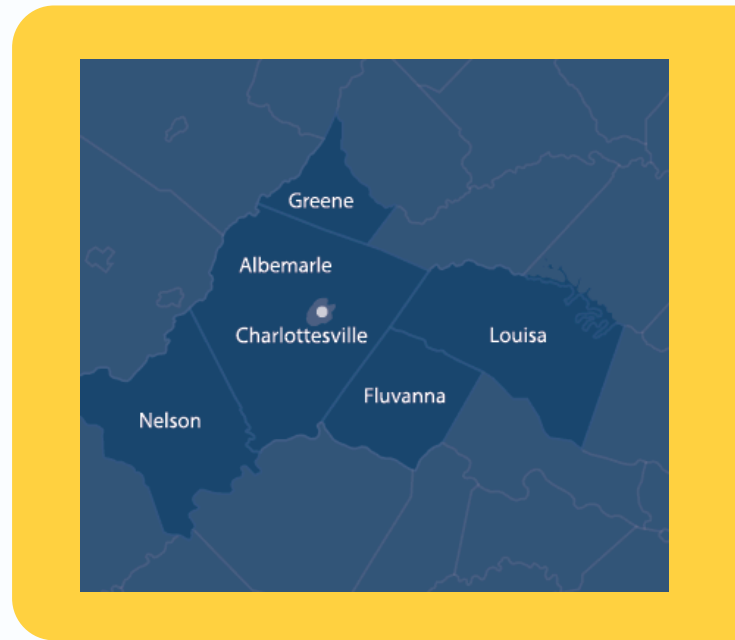 Greene
Albemarle
Charlottesville
Louisa
Fluvanna
Nelson